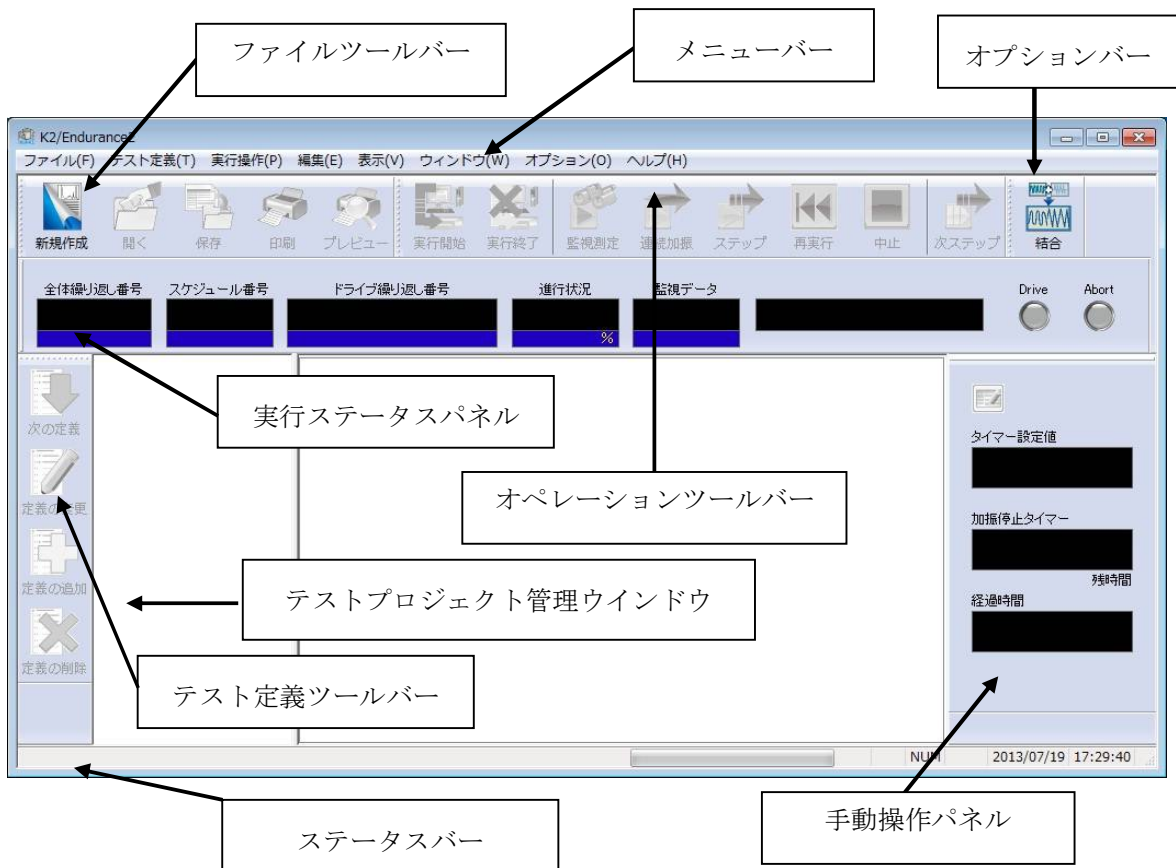 ファイルツールバー
メニューバー
オプションバー
K2/Endurance2
ファイル(F) テスト定義(T) 実行操作(P) 編集(E) 表示(V) ウィンドウ(W) オプション(O) ヘルプ(H)
新規作成 開く 保存 印刷 プレビュー 実行開始 実行終了 監視測定 連続加振 ステップ 再実行 中止 次ステップ 結合
全体繰り返し番号 スケジュール番号 ドライブ繰り返し番号 進行状況 監視データ Drive Abort
%
次の定義
実行ステータスパネル
タイマー設定値
定義の変更
オペレーションツールバー
加振停止タイマー
残時間
定義の追加
テストプロジェクト管理ウインドウ
経過時間
定義の削除
テスト定義ツールバー
NUM 2013/07/19 17:29:40
手動操作パネル
ステータスバー